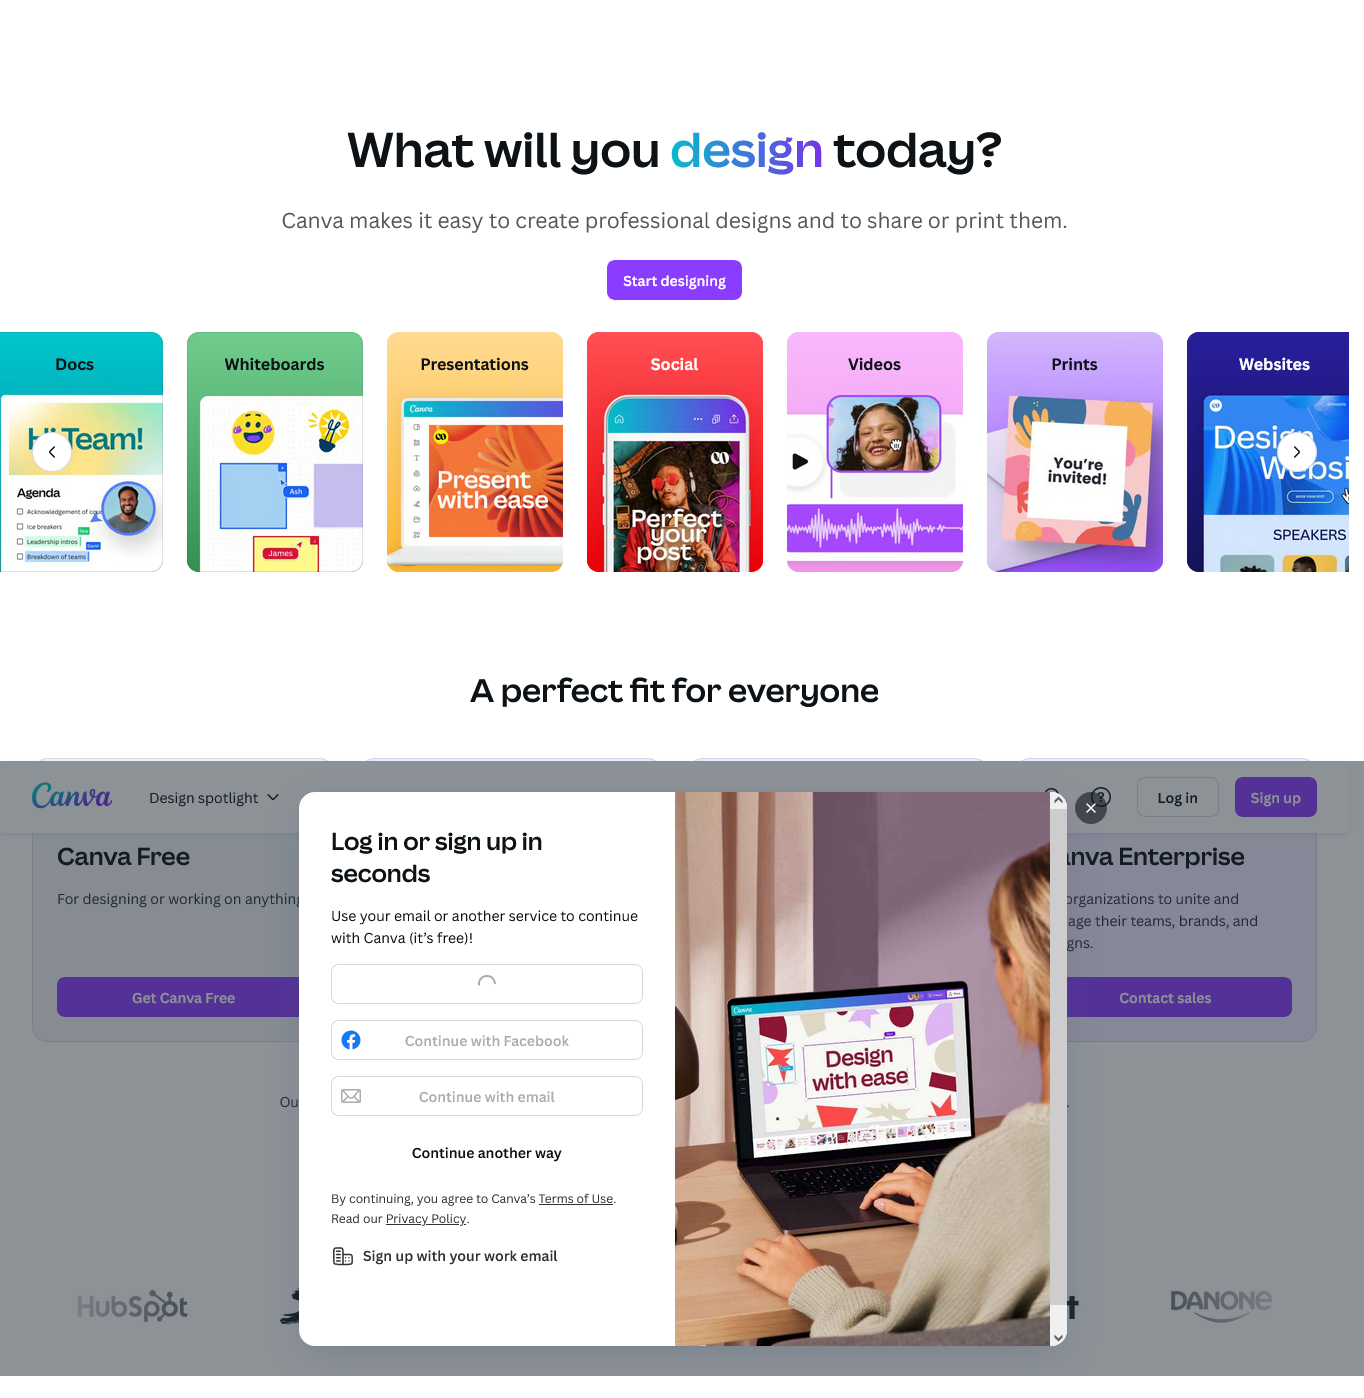 What will you design today?
Canva makes it easy to create professional designs and to share or print them.
Start designing
Docs
Hi Team!
Agenda
Acknowledgement of
Ice breakers
Leadership intros
Breakdown of teams
Whiteboards
Ash
James
Presentations
Canva
Present
with ease
Social
Perfect
your
post
Videos
Prints
You're
invited!
Websites
Design
SPEAKERS
A perfect fit for everyone
Canva
Design spotlight
Log in
Sign up
Canva Free
For designing or working on anything
Get Canva Free
Log in or sign up in
seconds
Use your email or another service to continue
with Canva (it's free)!
Continue with Facebook
Continue with email
Continue another way
By continuing, you agree to Canva's Terms of Use.
Read our Privacy Policy.
Sign up with your work email
Design
with ease
Enterprise
organizations to unite and
their teams, brands, and
Contact sales
HubSpot
DANONE